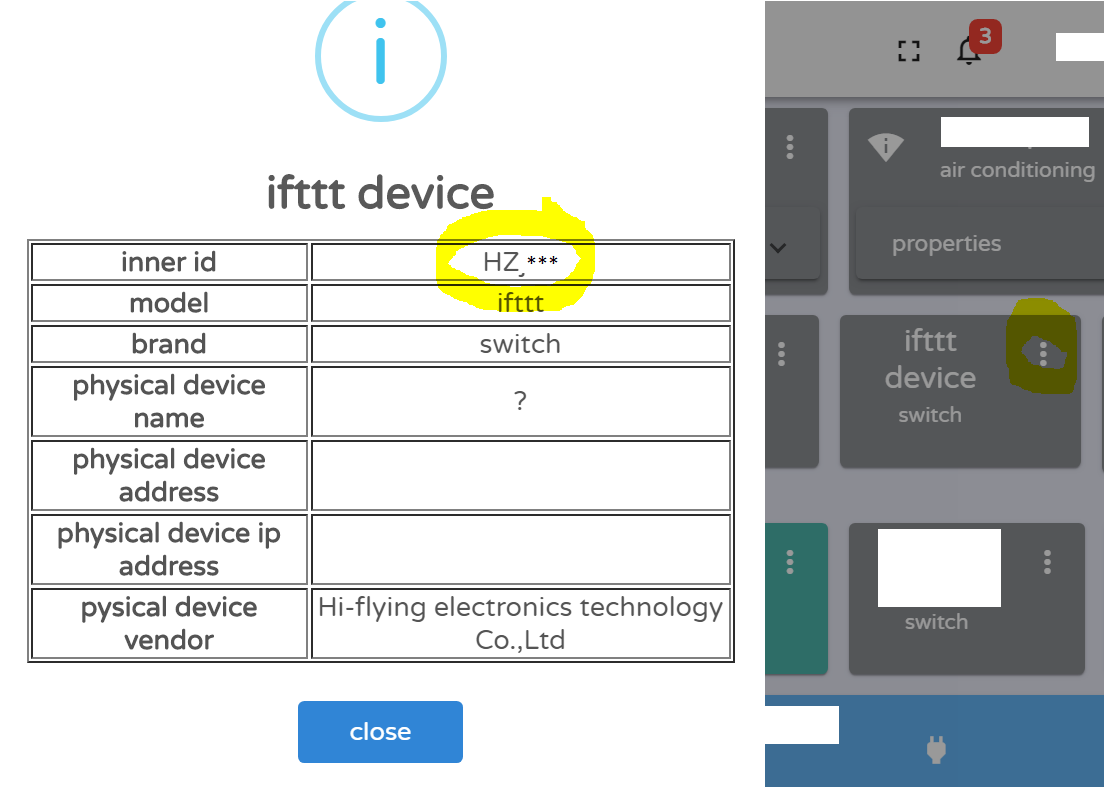 i
ifttt device
inner id HZ ***
model ifttt
brand switch
physical device
name ?
physical device
address
physical device ip
address
pysical device
vendor Hi-flying electronics technology
Co.,Ltd
close
3
i
air conditioning
properties
ifttt
device
switch
switch